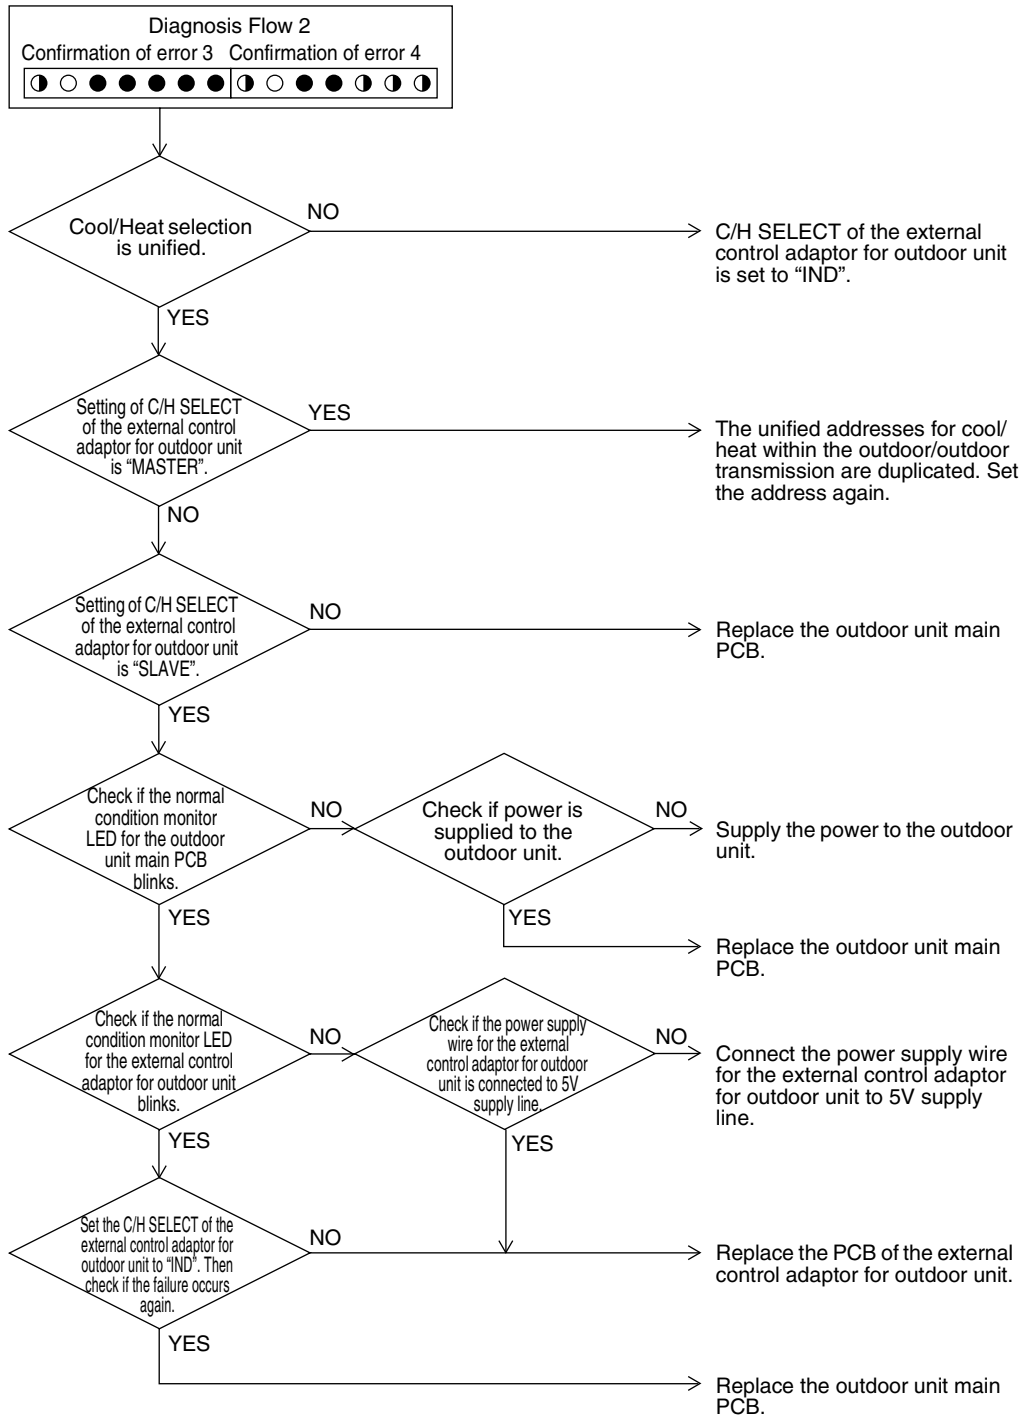 Diagnosis Flow 2
Confirmation of error 3 Confirmation of error 4
Cool/Heat selection
is unified.
NO
C/H SELECT of the external
control adaptor for outdoor unit
is set to “IND”.
YES
Setting of C/H SELECT
of the external control
adaptor for outdoor unit
is “MASTER”.
YES
The unified addresses for cool/
heat within the outdoor/outdoor
transmission are duplicated. Set
the address again.
NO
Setting of C/H SELECT
of the external control
adaptor for outdoor unit
is “SLAVE”.
NO
Replace the outdoor unit main
PCB.
YES
Check if the normal
condition monitor
LED for the outdoor
unit main PCB
blinks.
NO
Check if power is
supplied to the
outdoor unit.
NO
Supply the power to the outdoor
unit.
YES
YES
Replace the outdoor unit main
PCB.
Check if the normal
condition monitor LED
for the external control
adaptor for outdoor unit
blinks.
NO
Check if the power supply
wire for the external
control adaptor for outdoor
unit is connected to 5V
supply line.
NO
Connect the power supply wire
for the external control adaptor
for outdoor unit to 5V supply
line.
YES
YES
Set the C/H SELECT of the
external control adaptor for
outdoor unit to “IND”. Then
check if the failure occurs
again.
NO
Replace the PCB of the external
control adaptor for outdoor unit.
YES
Replace the outdoor unit main
PCB.